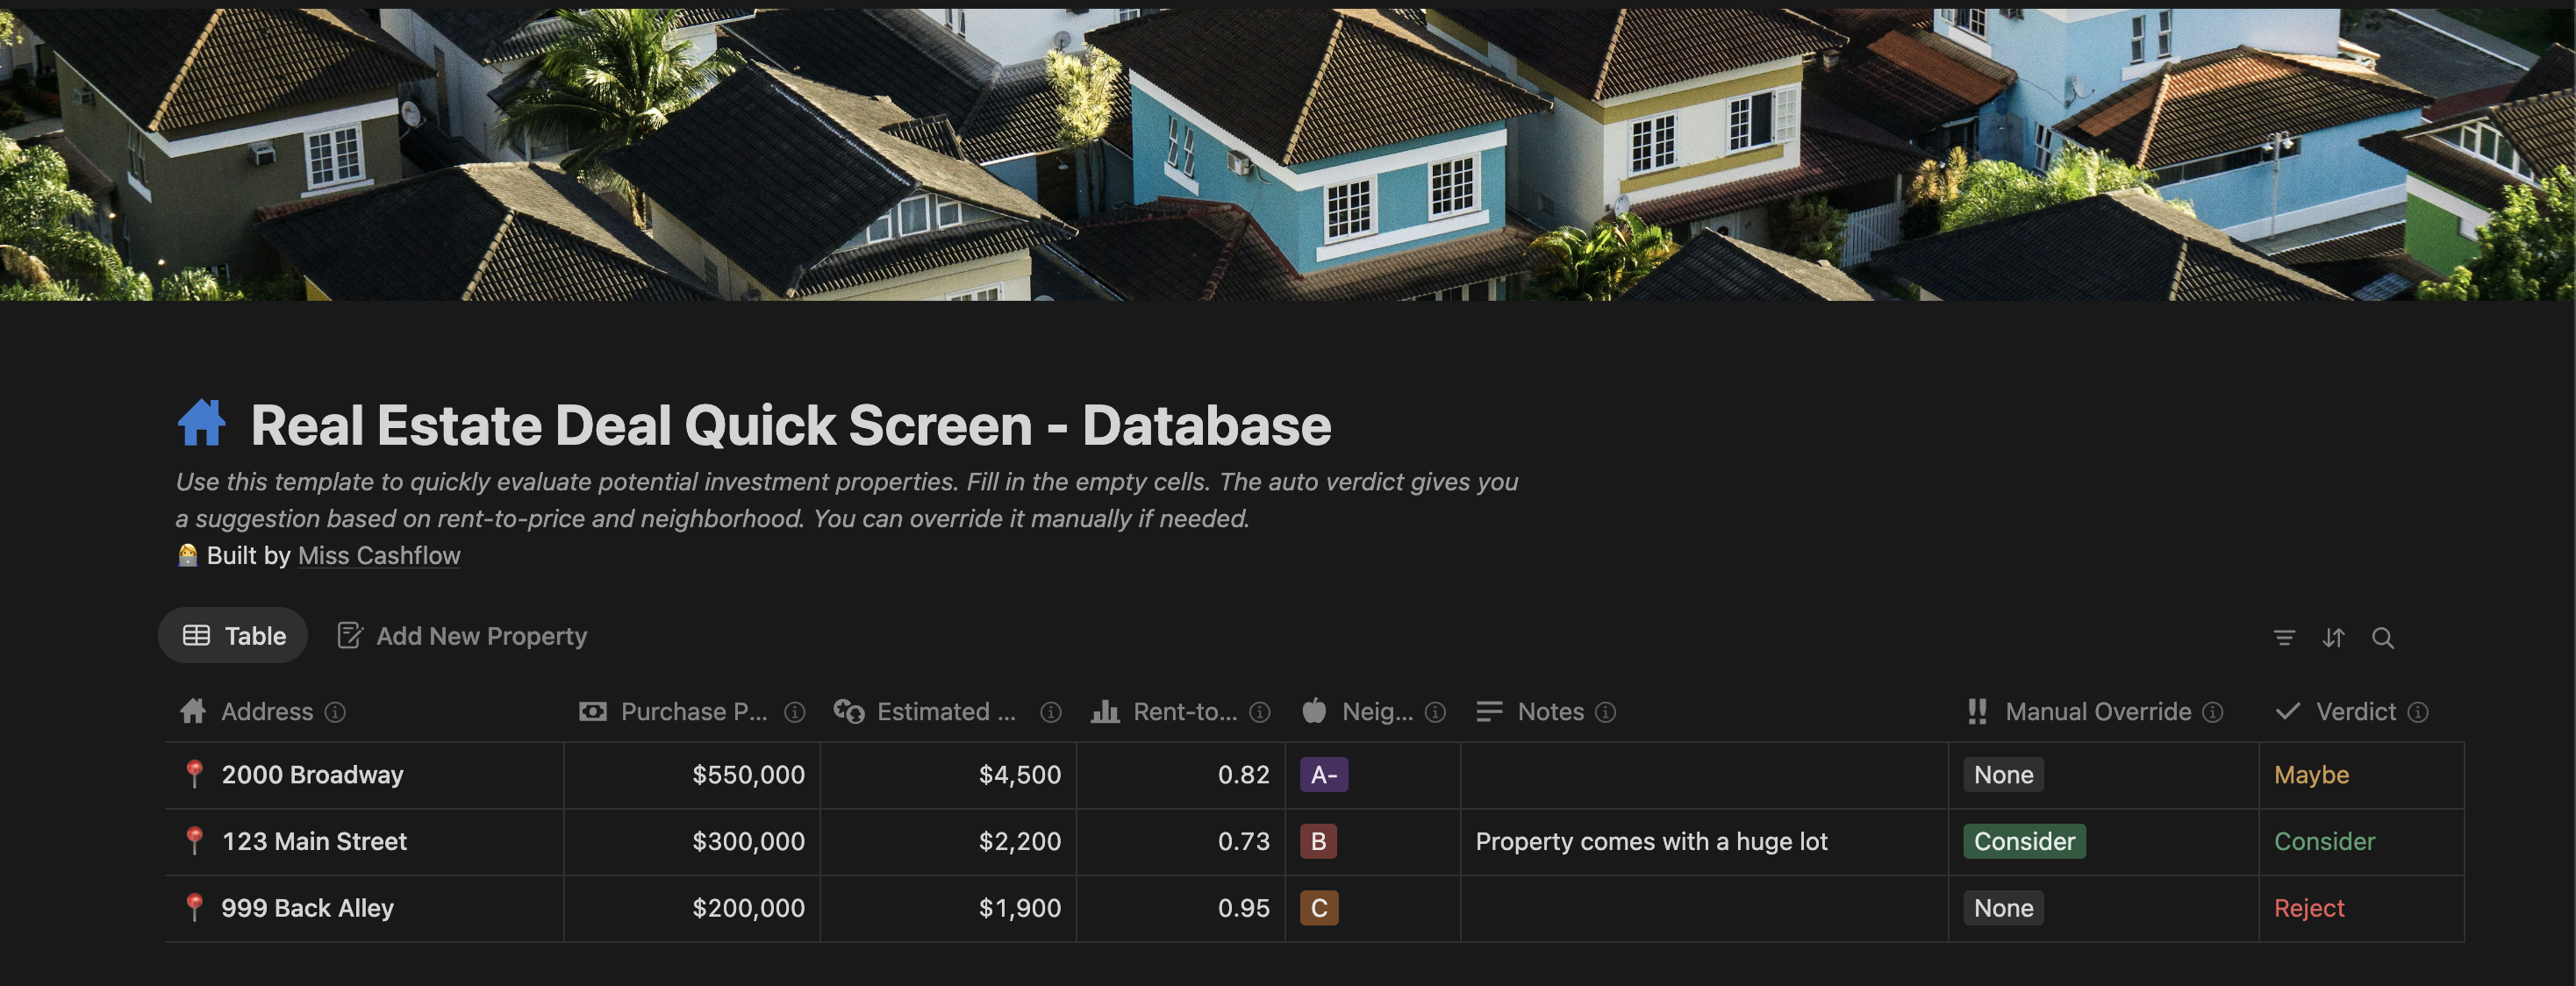 Real Estate Deal Quick Screen - Database
Use this template to quickly evaluate potential investment properties. Fill in the empty cells. The auto verdict gives you
a suggestion based on rent-to-price and neighborhood. You can override it manually if needed.
Built by Miss Cashflow
Table Add New Property
Address Purchase P... Estimated ... Rent-to... Neig... Notes Manual Override Verdict
2000 Broadway $550,000 $4,500 0.82 A- None Maybe
123 Main Street $300,000 $2,200 0.73 B Property comes with a huge lot Consider Consider
999 Back Alley $200,000 $1,900 0.95 C None Reject